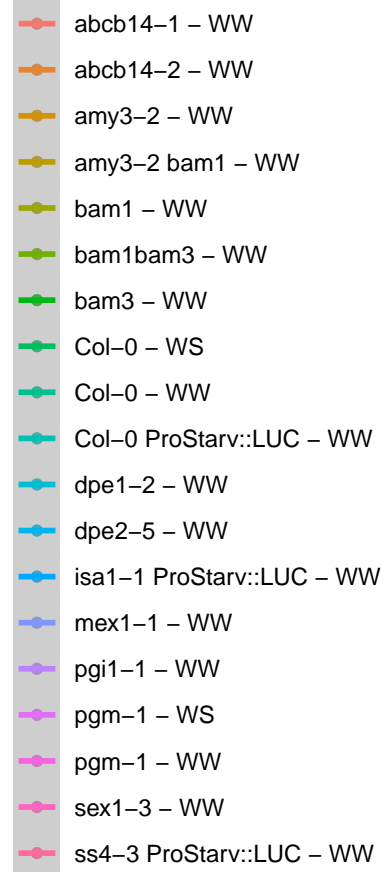 abcb14−1 − WW
abcb14−2 − WW
amy3−2 − WW
amy3−2 bam1 − WW
bam1 − WW
bam1bam3 − WW
bam3 − WW
Col−0 − WS
Col−0 − WW
Col−0 ProStarv::LUC − WW
dpe1−2 − WW
dpe2−5 − WW
isa1−1 ProStarv::LUC − WW
mex1−1 − WW
pgi1−1 − WW
pgm−1 − WS
pgm−1 − WW
sex1−3 − WW
ss4−3 ProStarv::LUC − WW